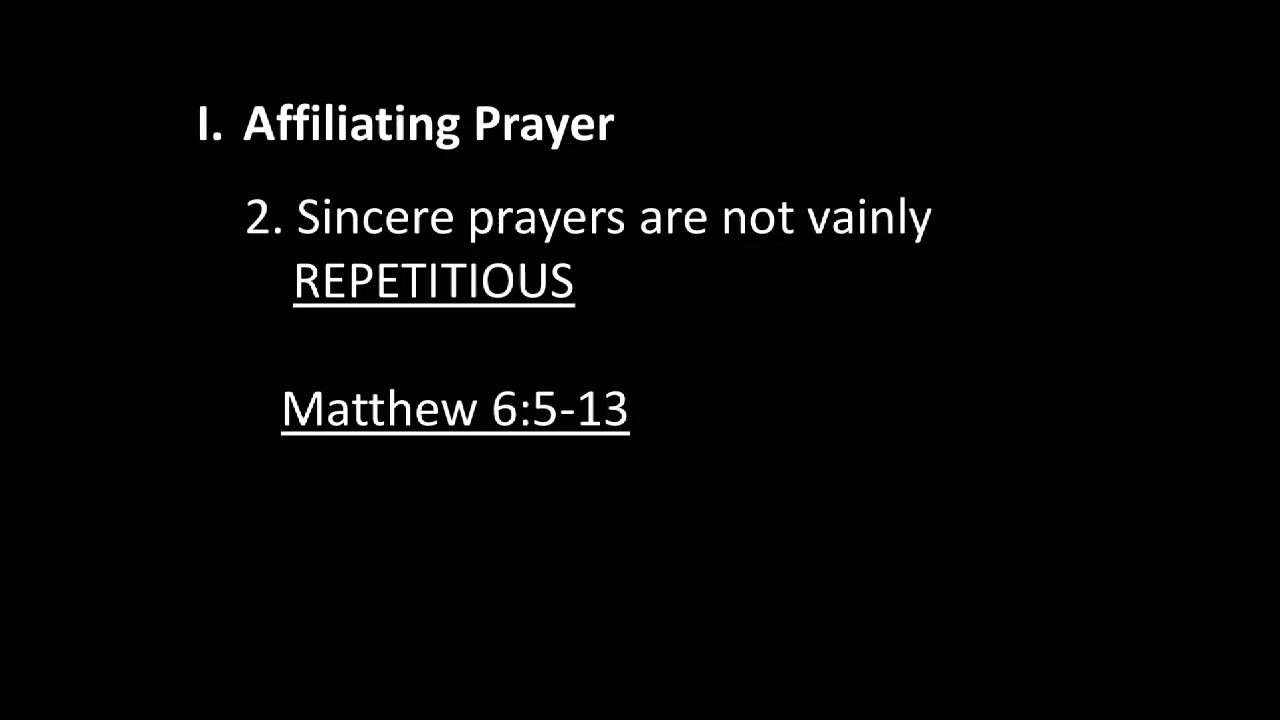 I. Affiliating Prayer
2. Sincere prayers are not vainly
REPETITIOUS
Matthew 6:5-13